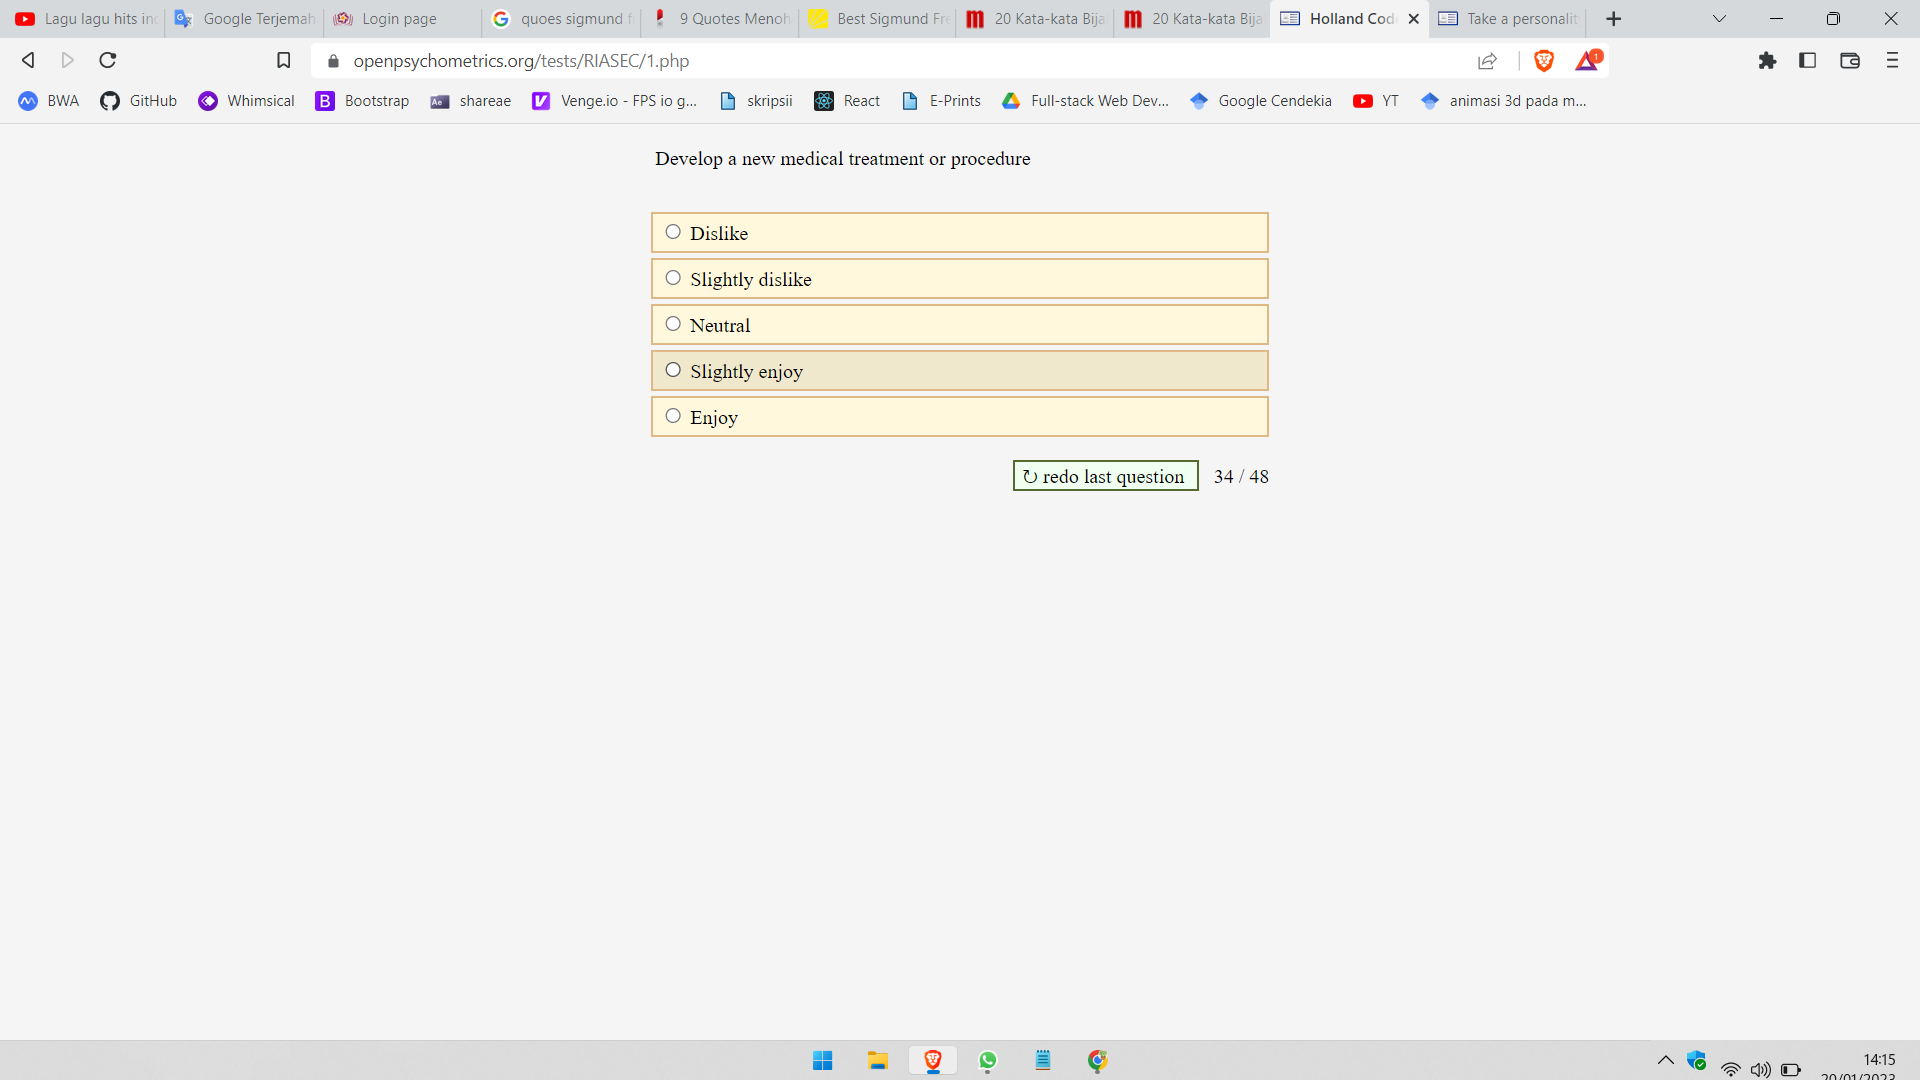 Lagu lagu hits ind
Google Terjemah
Login page
quoes sigmund f
9 Quotes Menoh
Best Sigmund Fre
20 Kata-kata Bija
20 Kata-kata Bija
Holland Cod
Take a personalit
openpsychometrics.org/tests/RIASEC/1.php
1
BWA
GitHub
Whimsical
Bootstrap
shareae
Venge.io - FPS io g...
skripsii
React
E-Prints
Full-stack Web Dev...
Google Cendekia
YT
animasi 3d pada m...
Develop a new medical treatment or procedure
Dislike
Slightly dislike
Neutral
Slightly enjoy
Enjoy
↻ redo last question
34 / 48
14:15
20/01/2023